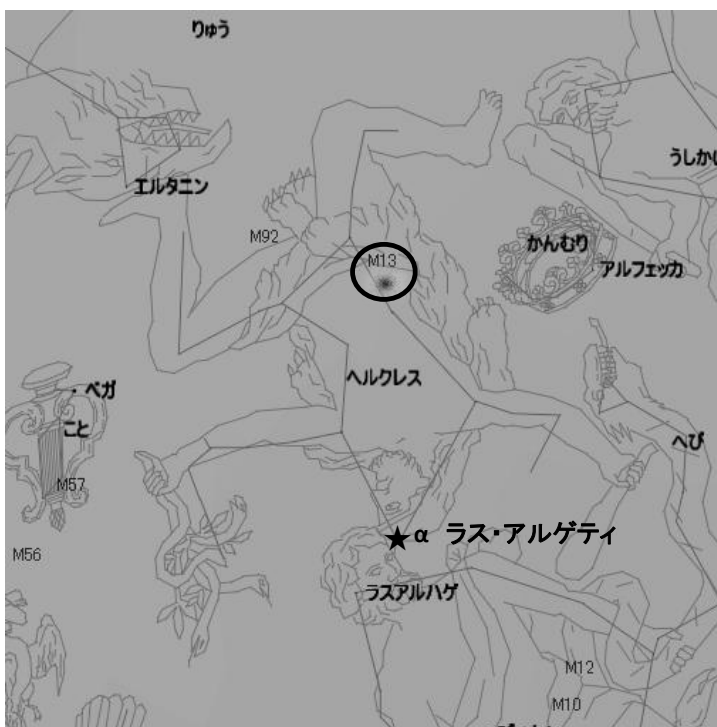 りゅう
うしかい
エルタニン
M92
かんむり
M13
アルフェッカ
ヘルクレス
ベガ
こと
へび
M57
α ラス・アルゲティ
M56
ラスアルハゲ
M12
M10